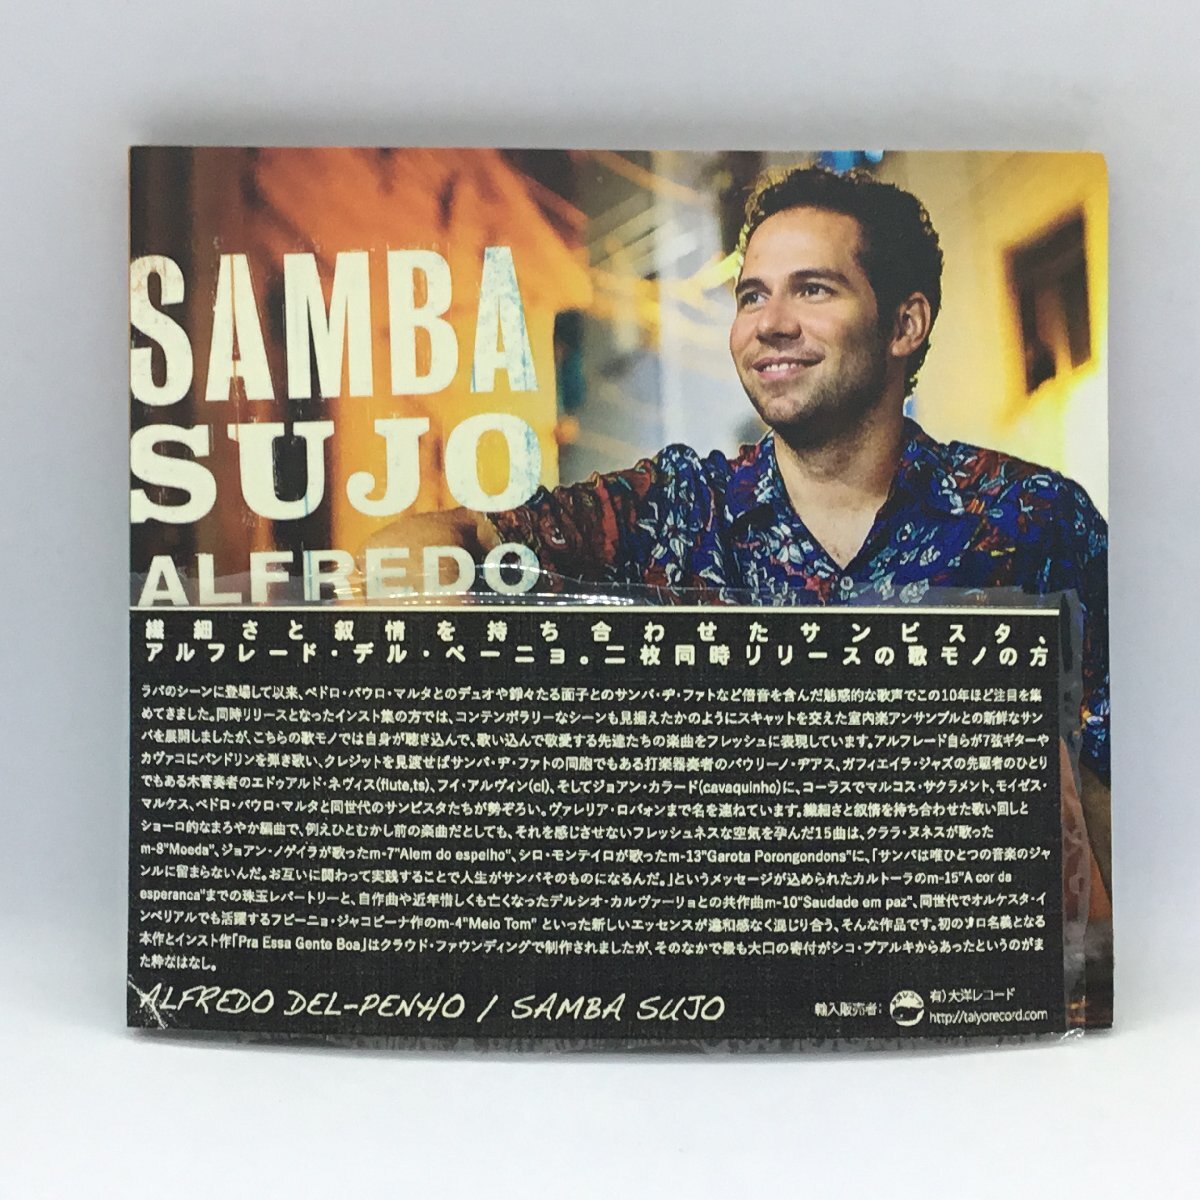 SAMBA
SUJO
ALFREDO
繊細さと叙情を持ち合わせたサンビスタ、
アルフレード・デル・ペーニョ。二枚同時リリースの歌モノの方
ラパのシーンに登場して以来、ペドロ・パウロ・マルタとのデュオや錚々たる面子とのサンバ・ヂ・ファトなど倍音を含んだ魅惑的な歌声でこの10年ほど注目を集
めてきました。同時リリースとなったインスト集の方では、コンテンポラリーなシーンも見据えたかのようにスキャットを交えた室内楽アンサンブルとの新鮮なサン
バを展開しましたが、こちらの歌モノでは自身が聴き込んで、歌い込んで敬愛する先達たちの楽曲をフレッシュに表現しています。アルフレード自らが7弦ギターや
カヴァコにバンドリンを弾き歌い、クレジットを見渡せばサンバ・ヂ・ファトの同胞でもある打楽器奏者のパウリーノ・ヂアス、ガフィエイラ・ジャズの先駆者のひとり
でもある木管奏者のエドゥアルド・ネヴィス(flute,ts)、フイ・アルヴィン(cl)、そしてジョアン・カラード(cavaquinho)に、コーラスでマルコス・サクラメント、モイゼス・
マルケス、ペドロ・パウロ・マルタと同世代のサンビスタたちが勢ぞろい。ヴァレリア・ロバォンまで名を連ねています。繊細さと叙情を持ち合わせた歌い回しと
ショーロ的なまろやか編曲で、例えひとむかし前の楽曲だとしても、それを感じさせないフレッシュネスな空気を孕んだ15曲は、クララ・ヌネスが歌った
m-8"Moeda"、ジョアン・ノゲイラが歌ったm-7"Alem do espelho"、シロ・モンテイロが歌ったm-13"Garota Porongondons"に、「サンバは唯ひとつの音楽のジャ
ンルに留まらないんだ。お互いに関わって実践することで人生がサンバそのものになるんだ。」というメッセージが込められたカルトーラのm-15"A cor da
esperanca"までの珠玉レパートリーと、自作曲や近年惜しくも亡くなったデルシオ・カルヴァーリョとの共作曲m-10"Saudade em paz"、同世代でオルケスタ・イ
ンペリアルでも活躍するフビーニョ・ジャコビーナ作のm-4"Meio Tom" といった新しいエッセンスが違和感なく混じり合う、そんな作品です。初のソロ名義となる
本作とインスト作「Pra Essa Gente Boa」はクラウド・ファウンディングで制作されましたが、そのなかで最も大口の寄付がシコ・ブアルキからあったというのがま
た粋なはなし。
ALFREDO DEL-PENHO / SAMBA SUJO
輸入販売者:
有）大洋レコード
http://taiyorecord.com